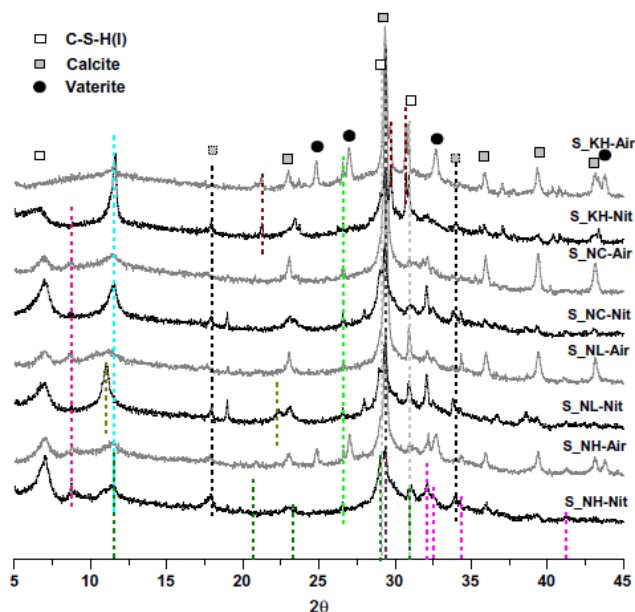 C-S-H(I)
Calcite
Vaterite
S_KH-Air
S_KH-Nit
S_NC-Air
S_NC-Nit
S_NL-Air
S_NL-Nit
S_NH-Air
S_NH-Nit
5 10 15 20 25 30 35 40 45
2θ